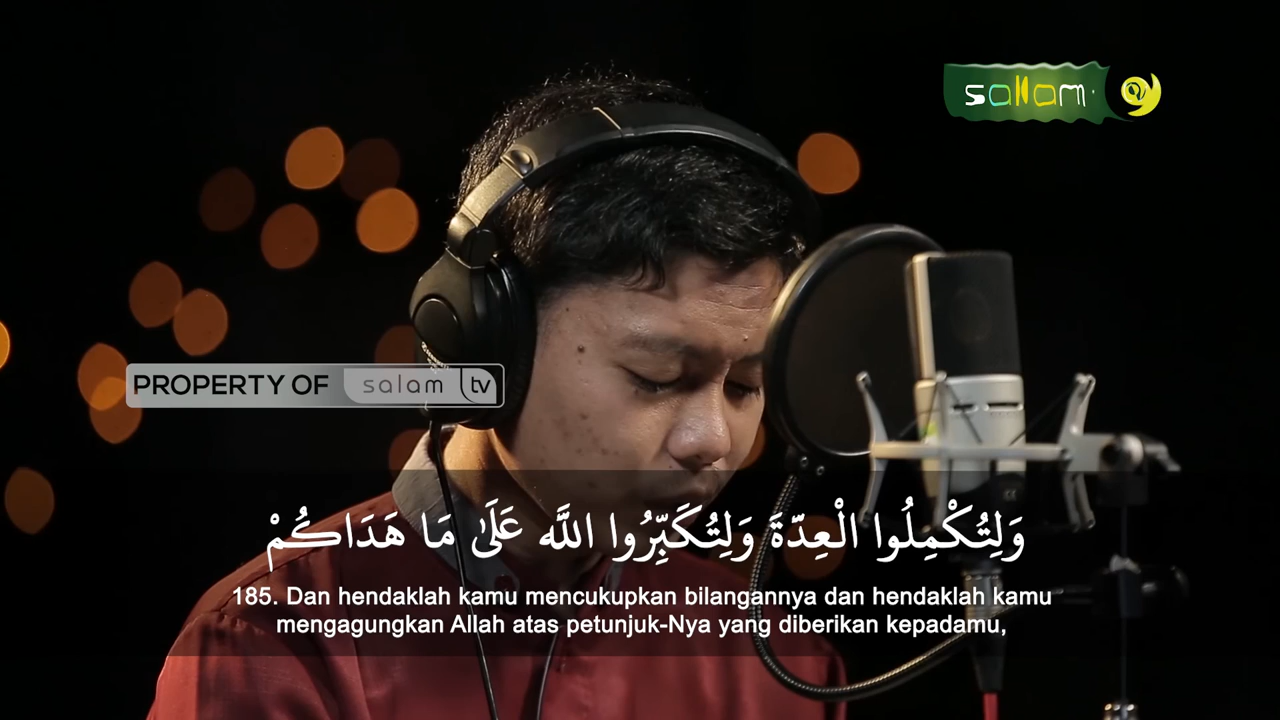 sallam
PROPERTY OF salam tv
وَلِتُكْمِلُوا الْعِدّةَ وَلِتُكَبِّرُوا اللَّه عَلَىٰ مَا هَدَاكُمْ
185. Dan hendaklah kamu mencukupkan bilangannya dan hendaklah kamu
mengagungkan Allah atas petunjuk-Nya yang diberikan kepadamu,